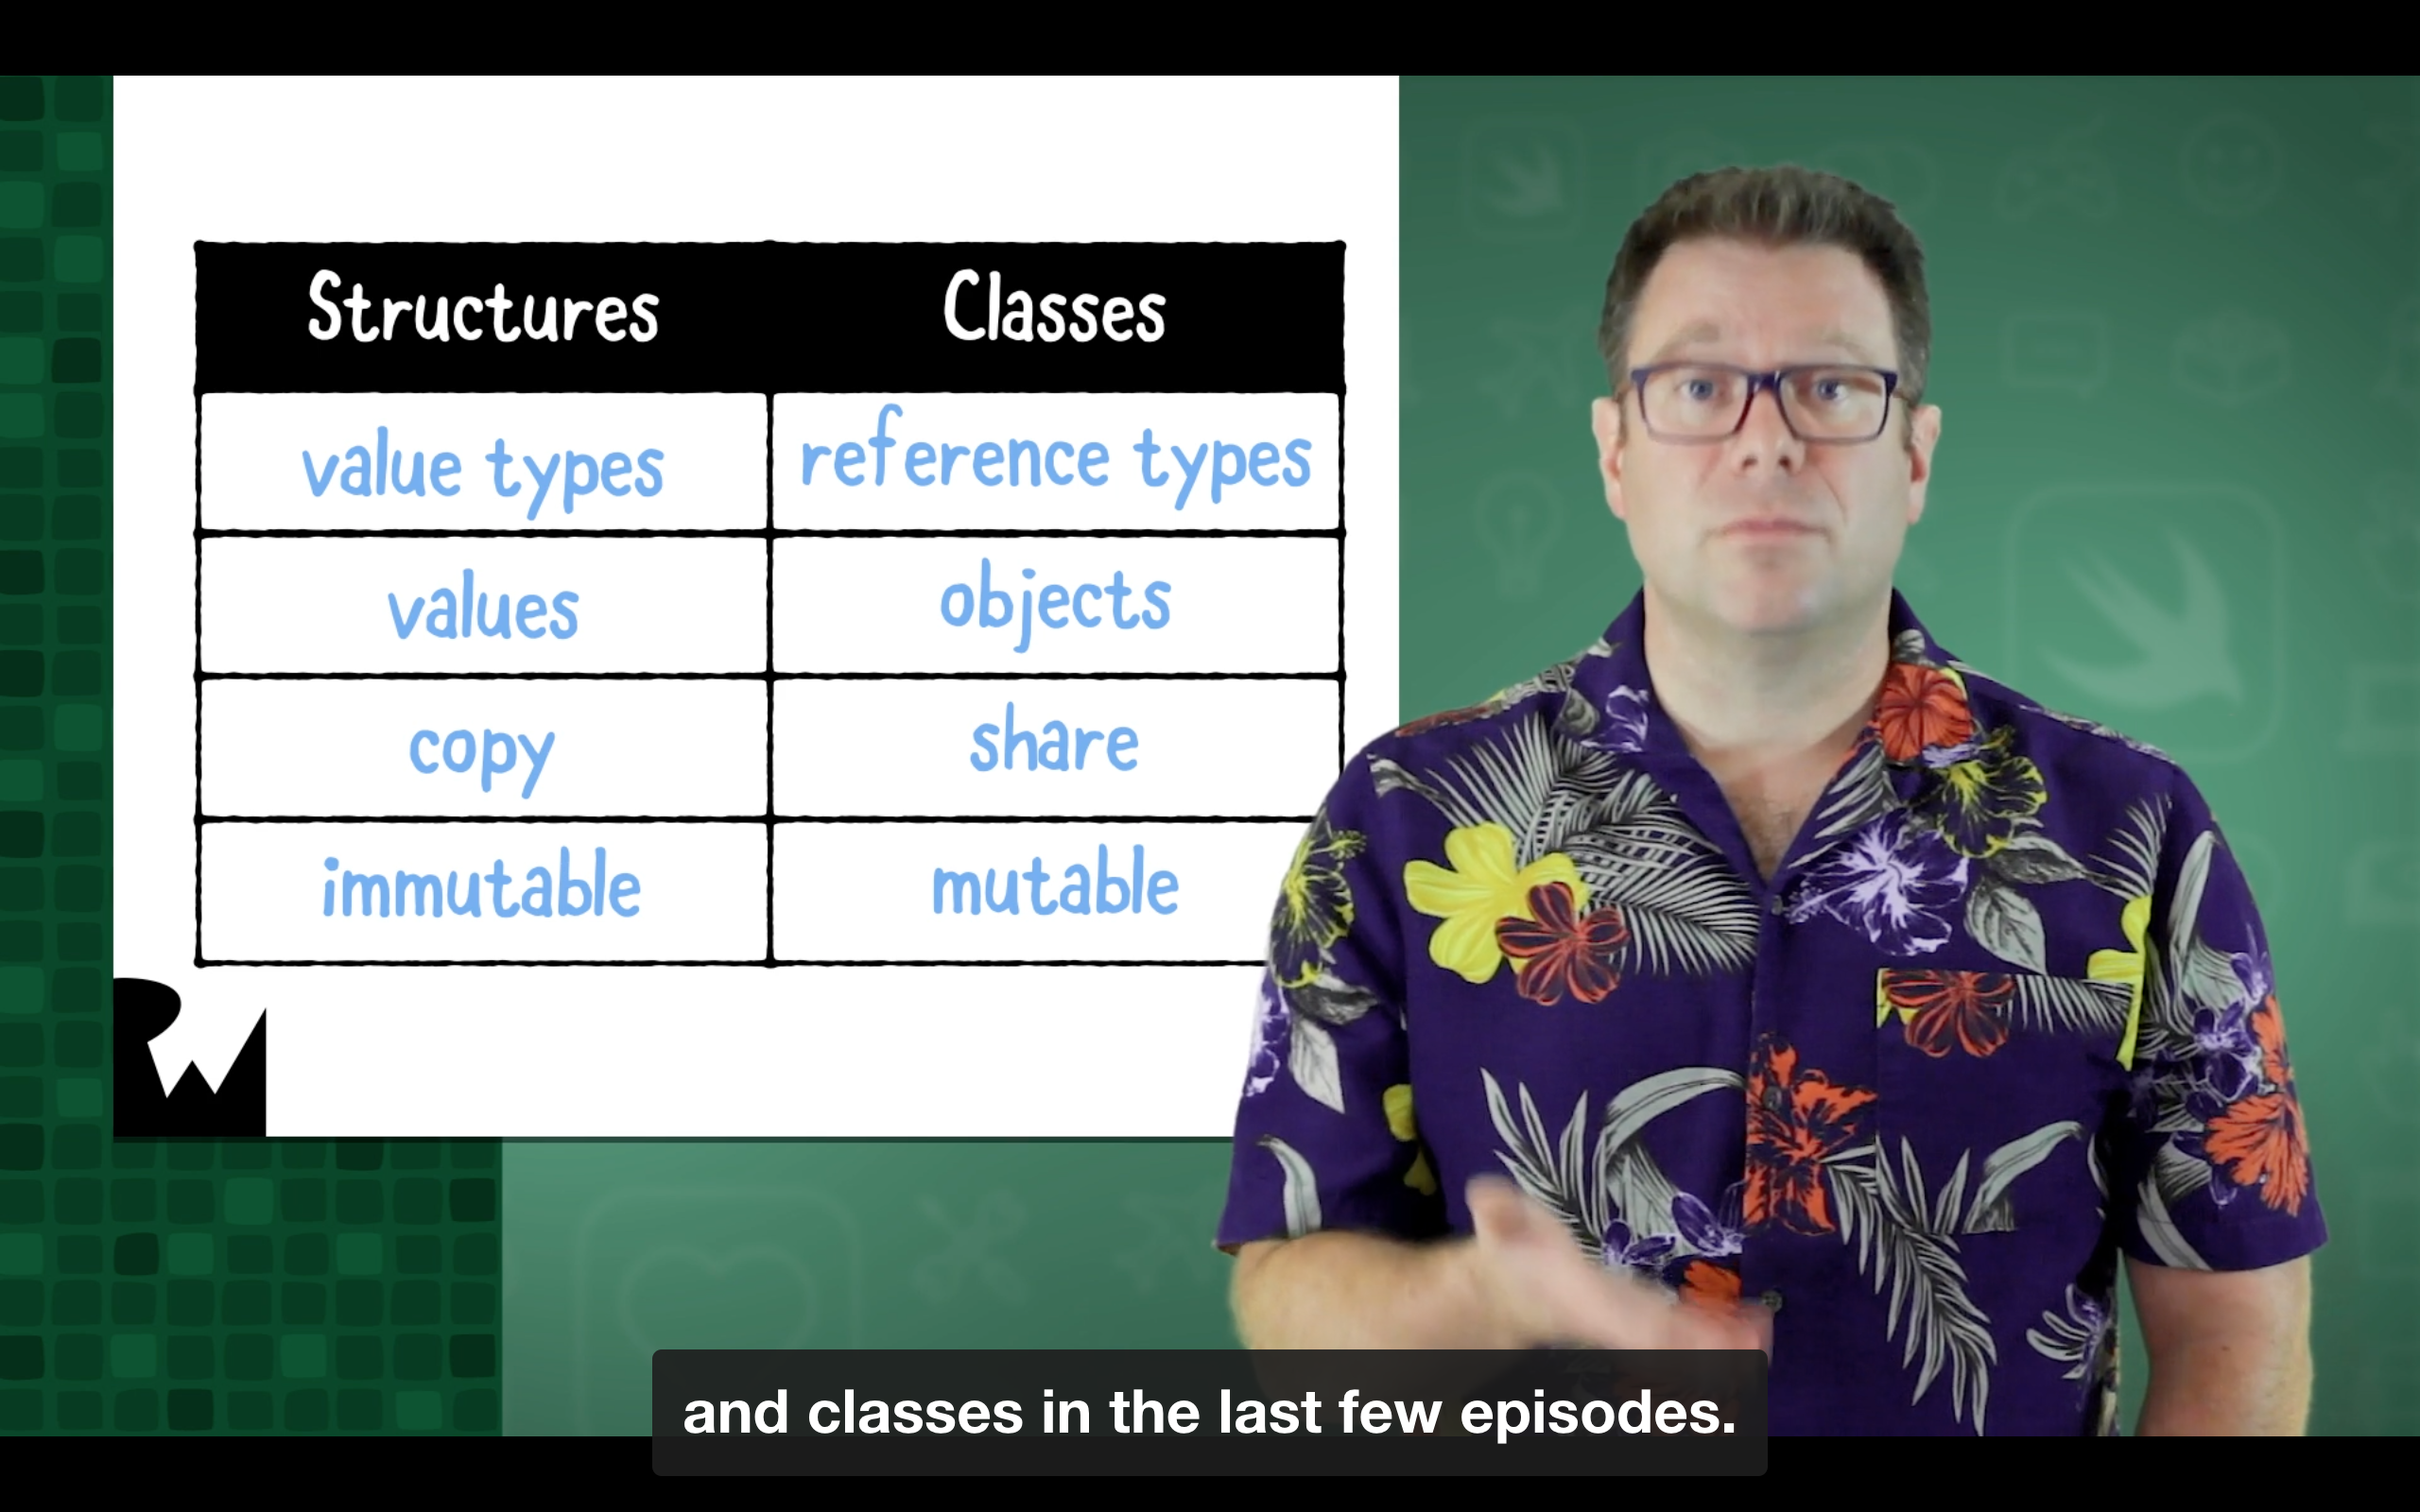 Structures Classes
value types reference types
values objects
copy share
immutable mutable
RW
and classes in the last few episodes.